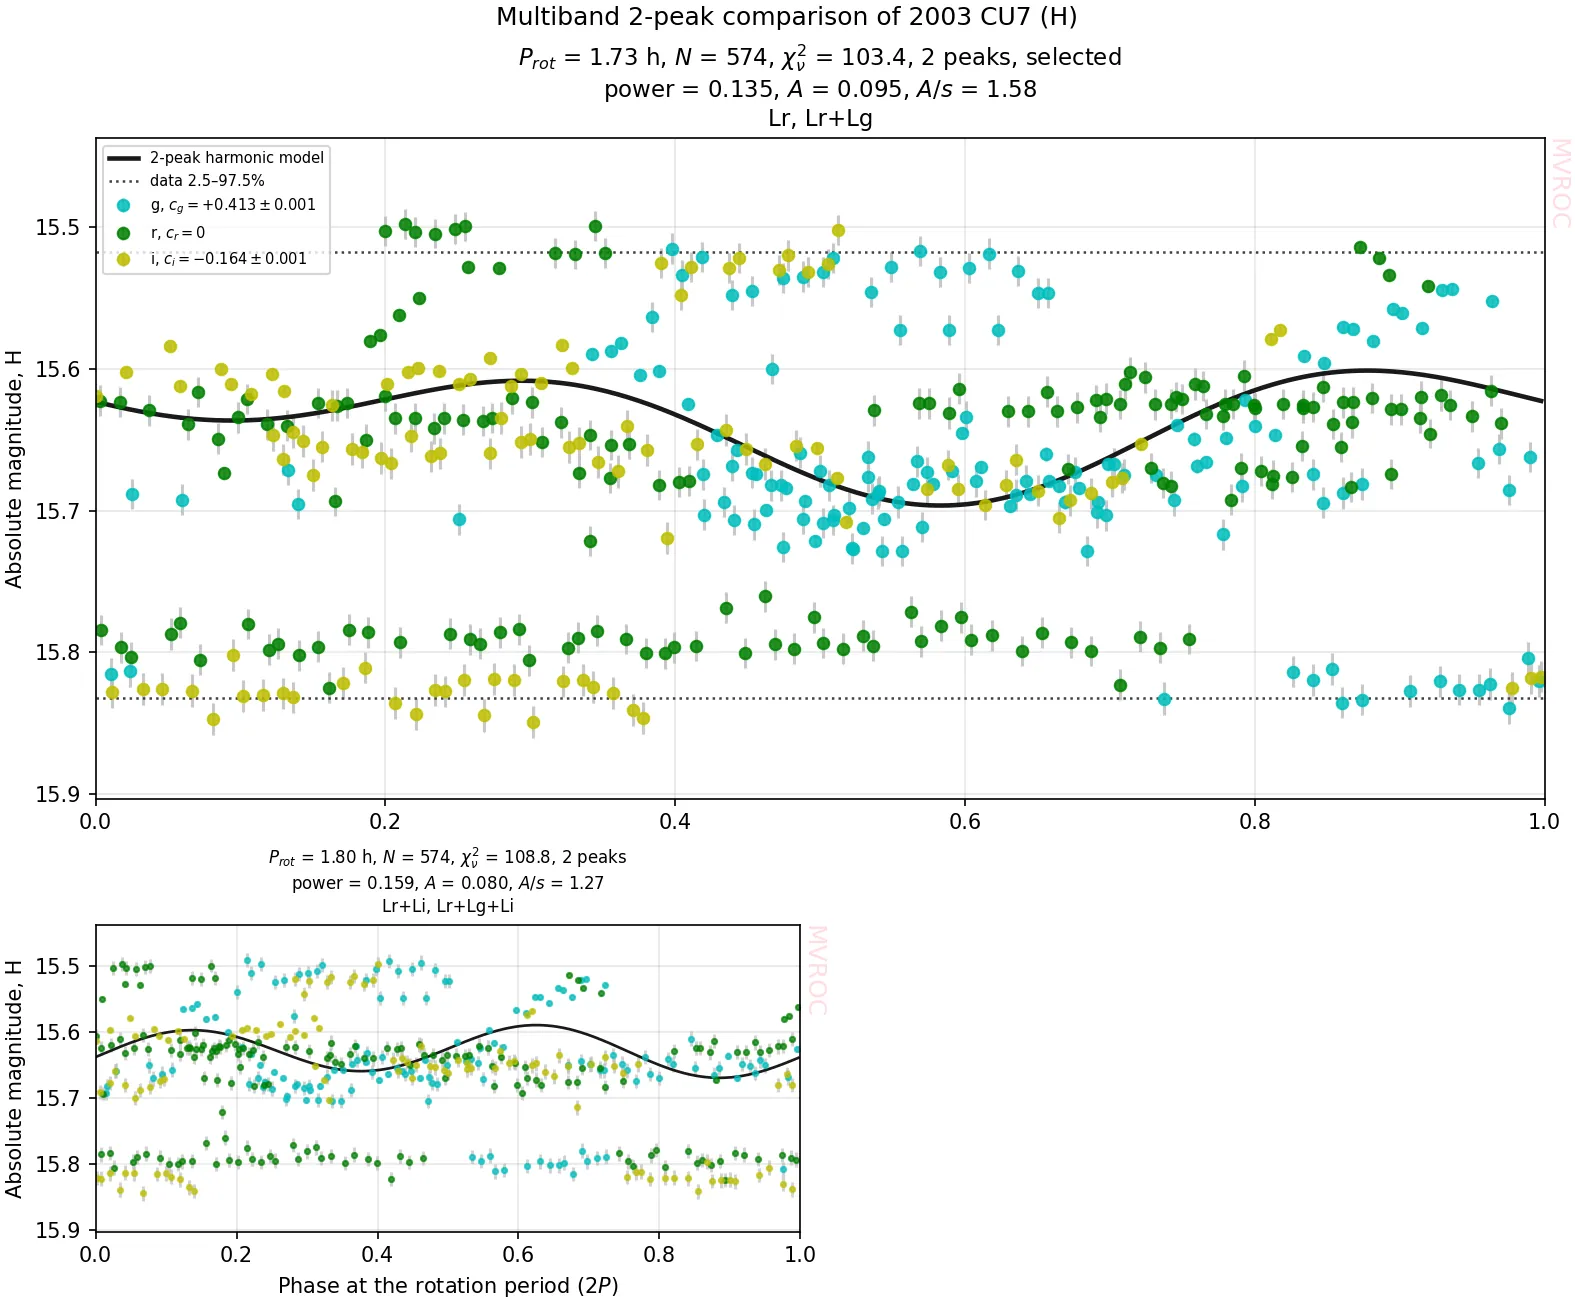 Multiband 2-peak comparison of 2003 CU7 (H)
P_rot = 1.73 h, N = 574, χ²_ν = 103.4, 2 peaks, selected
power = 0.135, A = 0.095, A/s = 1.58
Lr, Lr+Lg
2-peak harmonic model
data 2.5–97.5%
g, c_g = +0.413 ± 0.001
r, c_r = 0
i, c_i = −0.164 ± 0.001
MVROC
Absolute magnitude, H
15.5
15.6
15.7
15.8
15.9
0.0 0.2 0.4 0.6 0.8 1.0
P_rot = 1.80 h, N = 574, χ²_ν = 108.8, 2 peaks
power = 0.159, A = 0.080, A/s = 1.27
Lr+Li, Lr+Lg+Li
MVROC
Absolute magnitude, H
15.5
15.6
15.7
15.8
15.9
0.0 0.2 0.4 0.6 0.8 1.0
Phase at the rotation period (2P)